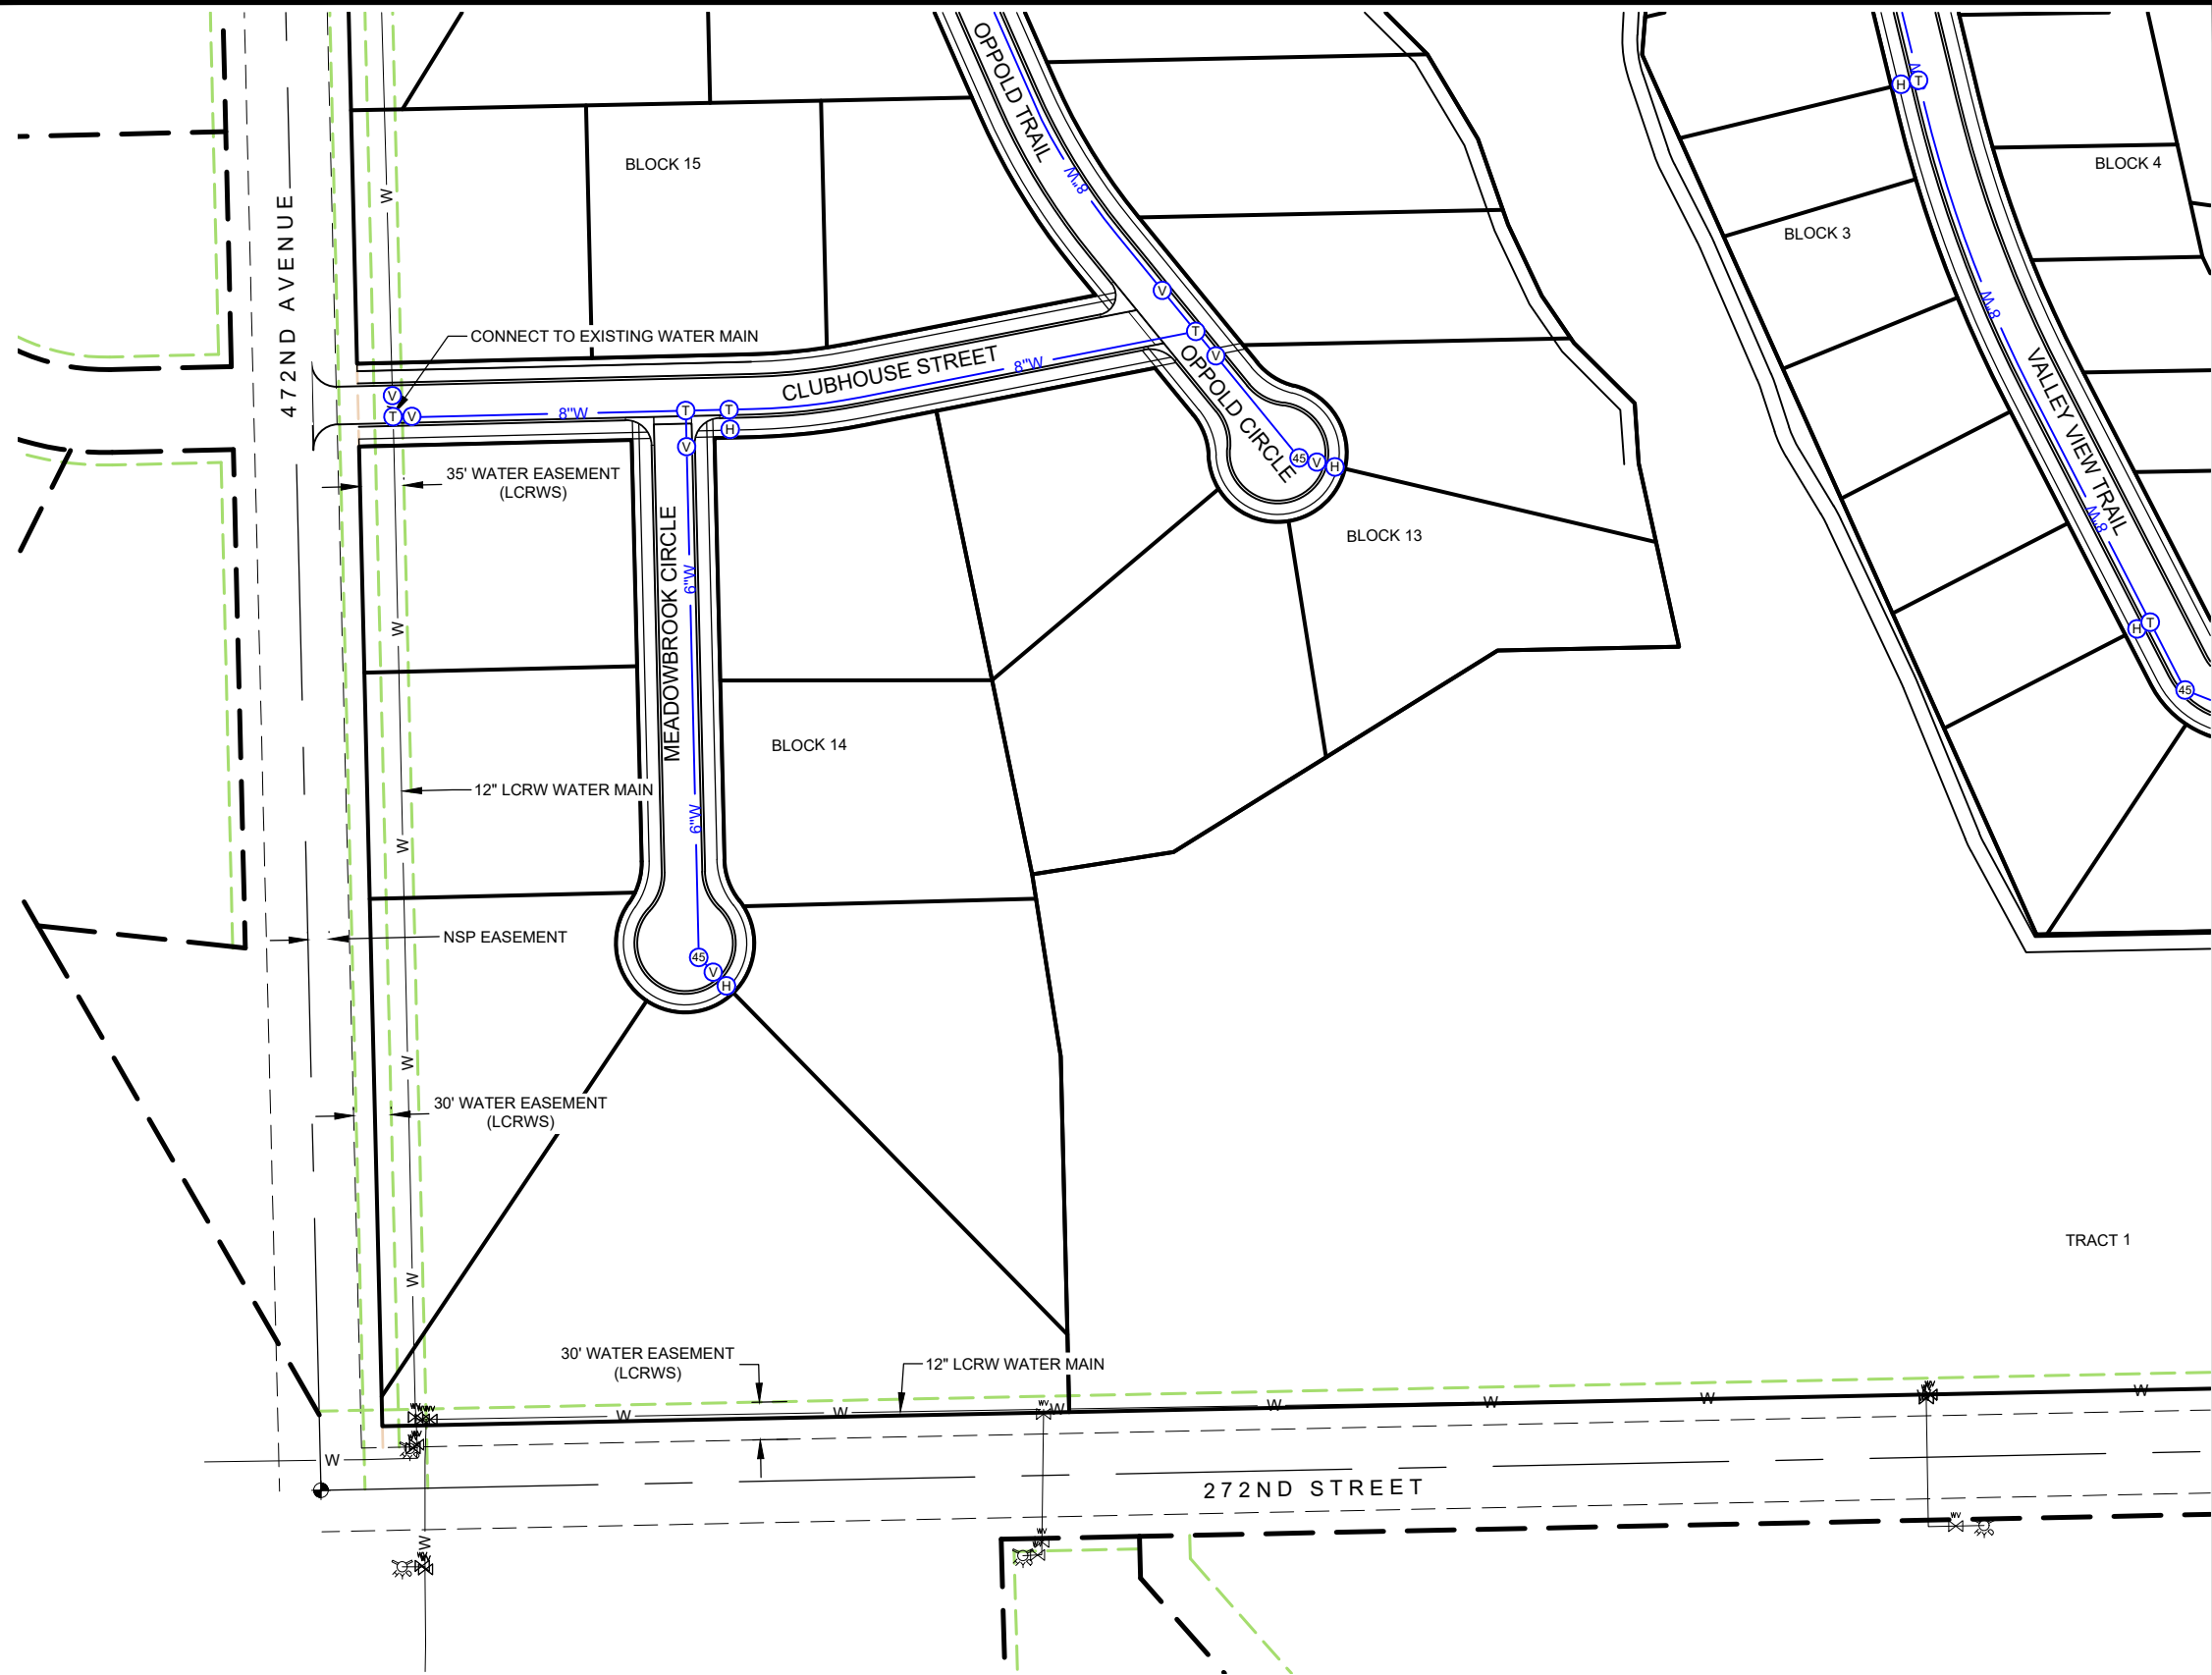 OPPOLD TRAIL
8"W
BLOCK 15
BLOCK 4
BLOCK 3
472ND AVENUE
W
H
T
8"W
V
T
V
CONNECT TO EXISTING WATER MAIN
CLUBHOUSE STREET
8"W
OPPOLD CIRCLE
VALLEY VIEW TRAIL
8"W
V
T
V
8"W
T
T
H
V
45
V
H
35' WATER EASEMENT
(LCRWS)
BLOCK 13
MEADOWBROOK CIRCLE
6"W
W
H
T
45
BLOCK 14
12" LCRW WATER MAIN
6"W
W
NSP EASEMENT
45
V
H
W
30' WATER EASEMENT
(LCRWS)
TRACT 1
W
30' WATER EASEMENT
(LCRWS)
12" LCRW WATER MAIN
W
W
W
W
W
W
W
W
272ND STREET
W